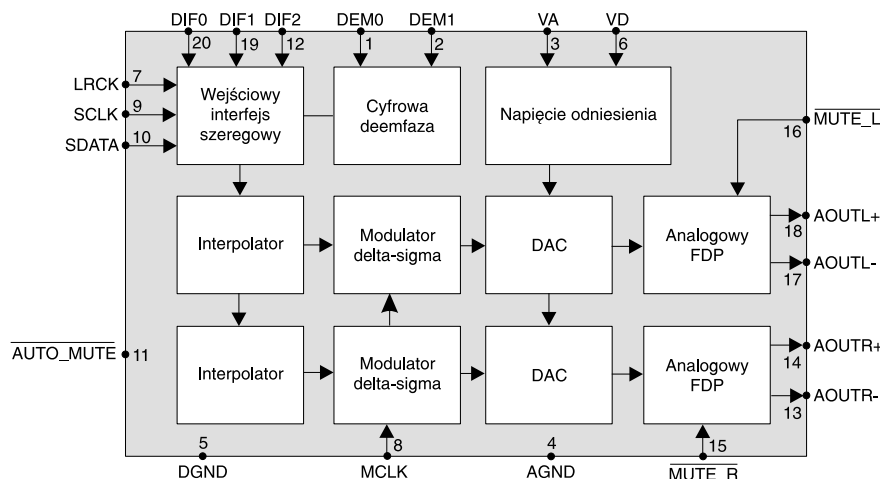 DIF0 DIF1 DIF2 DEM0 DEM1 VA VD
20 19 12 1 2 3 6
LRCK 7
SCLK 9
SDATA 10
Wejściowy
interfejs
szeregowy
Cyfrowa
deemfaza
Napięcie odniesienia
MUTE_L
16
Interpolator
Modulator
delta-sigma
DAC
Analogowy
FDP
AOUTL+
18
AOUTL-
17
AUTO_MUTE 11
Interpolator
Modulator
delta-sigma
DAC
Analogowy
FDP
AOUTR+
14
AOUTR-
13
5 8 4 15
DGND MCLK AGND MUTE_R